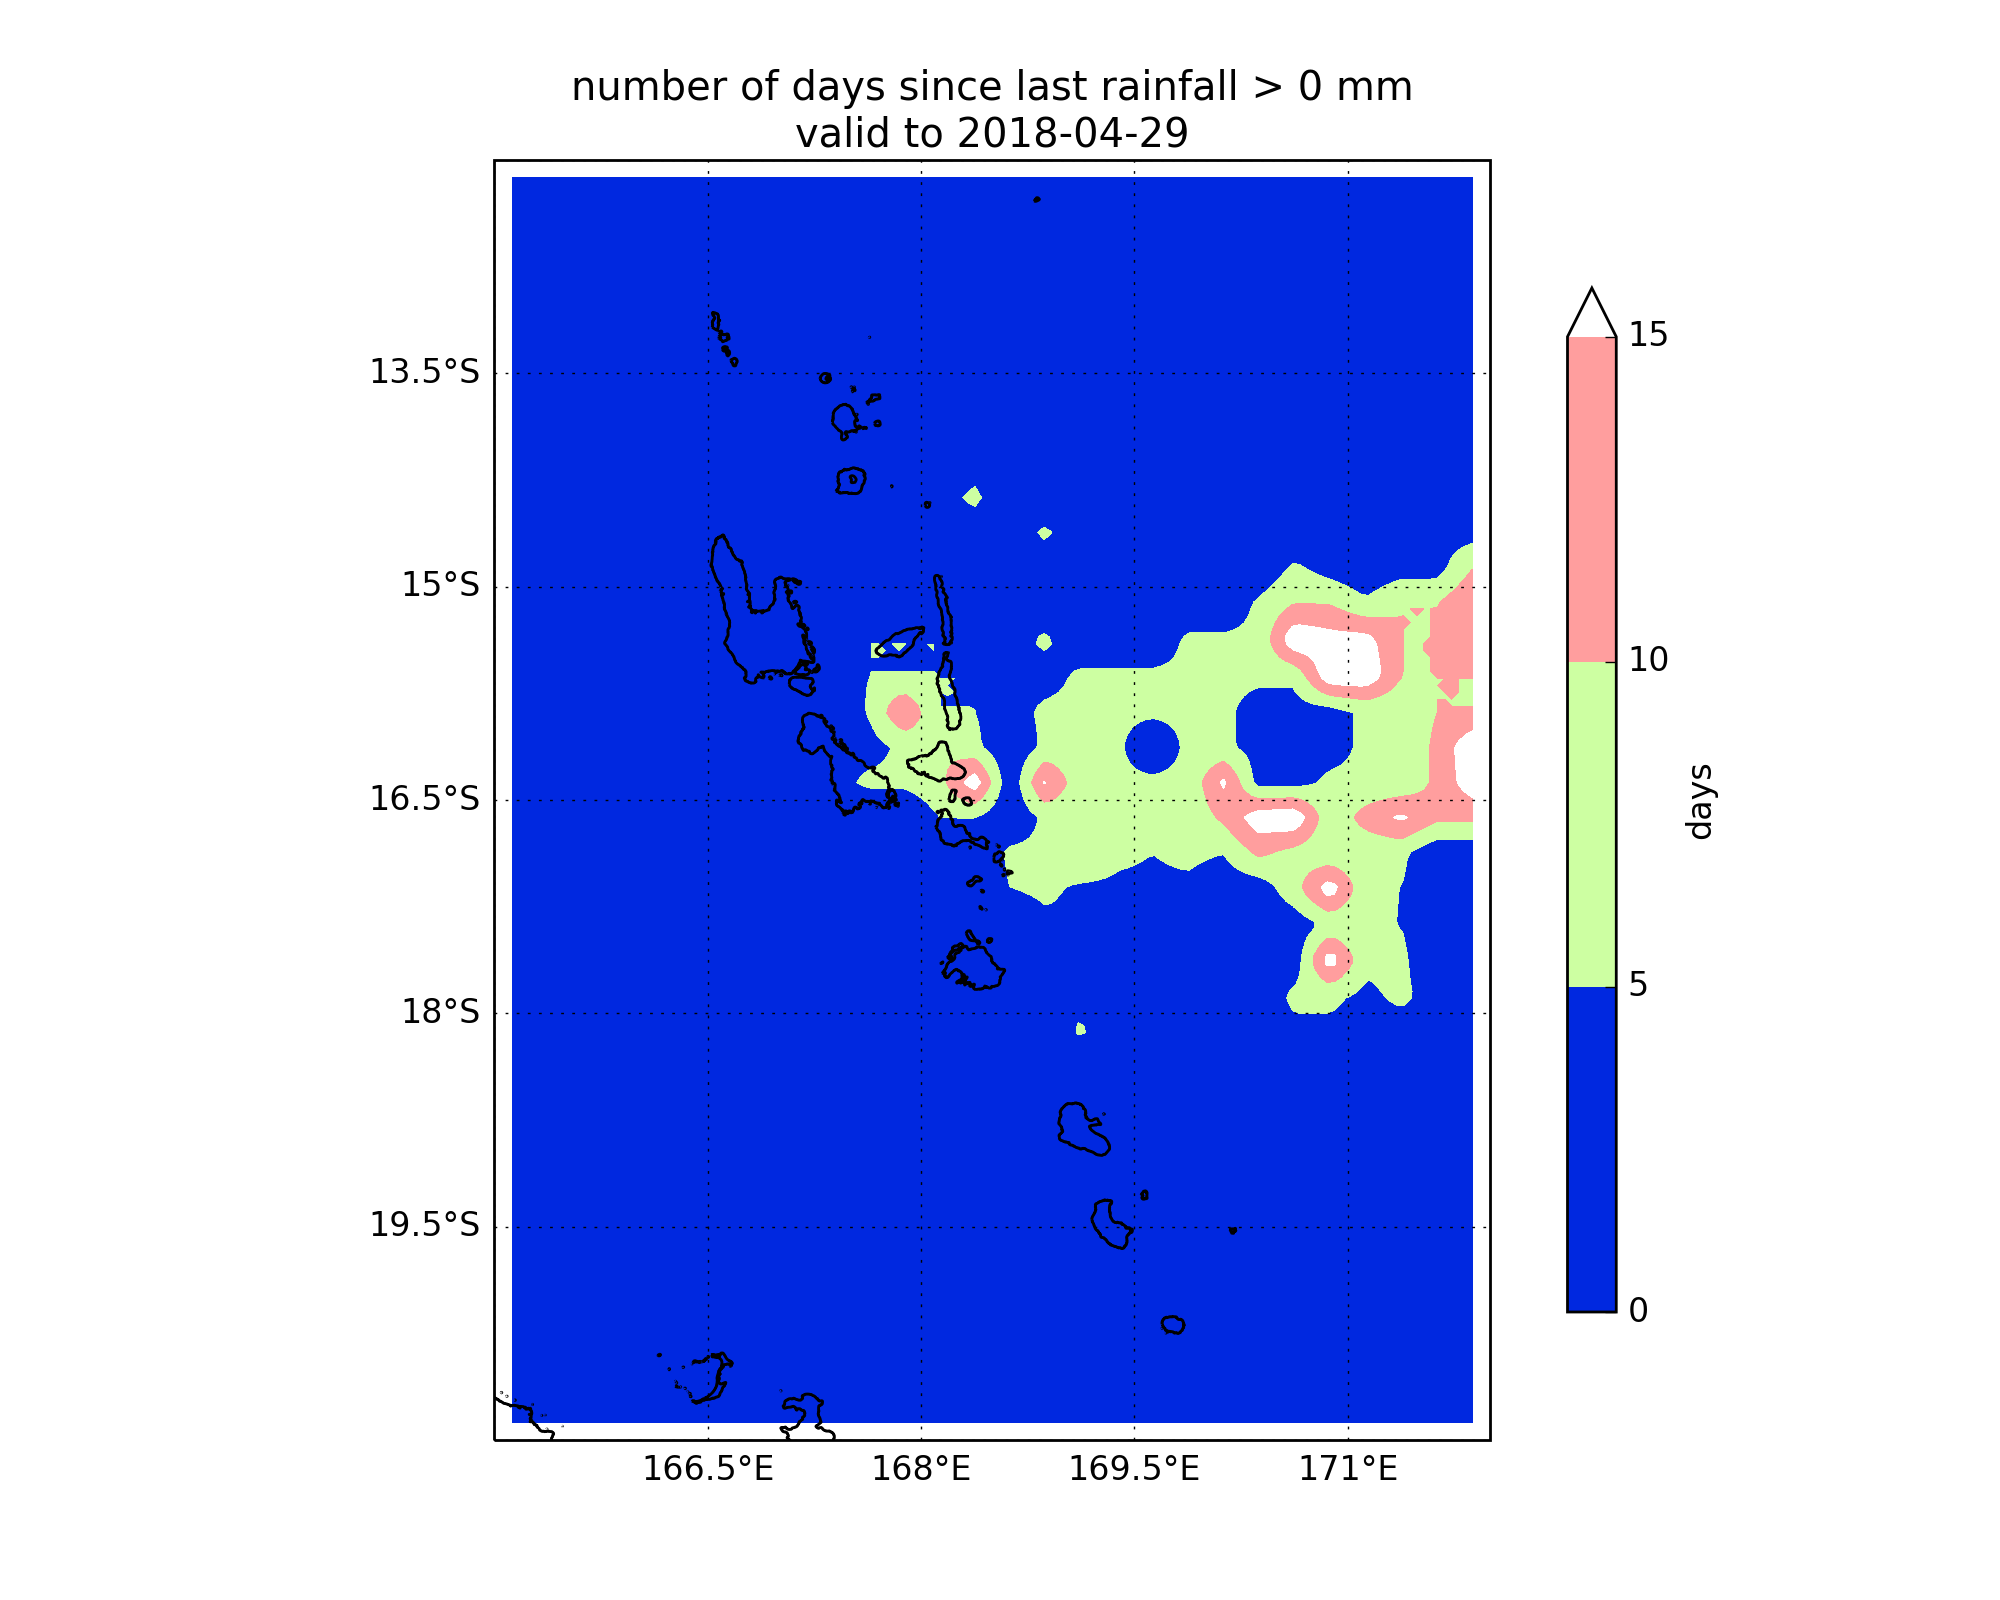 number of days since last rainfall > 0 mm
valid to 2018-04-29
13.5°S
15°S
16.5°S
18°S
19.5°S
166.5°E
168°E
169.5°E
171°E
15
10
5
0
days